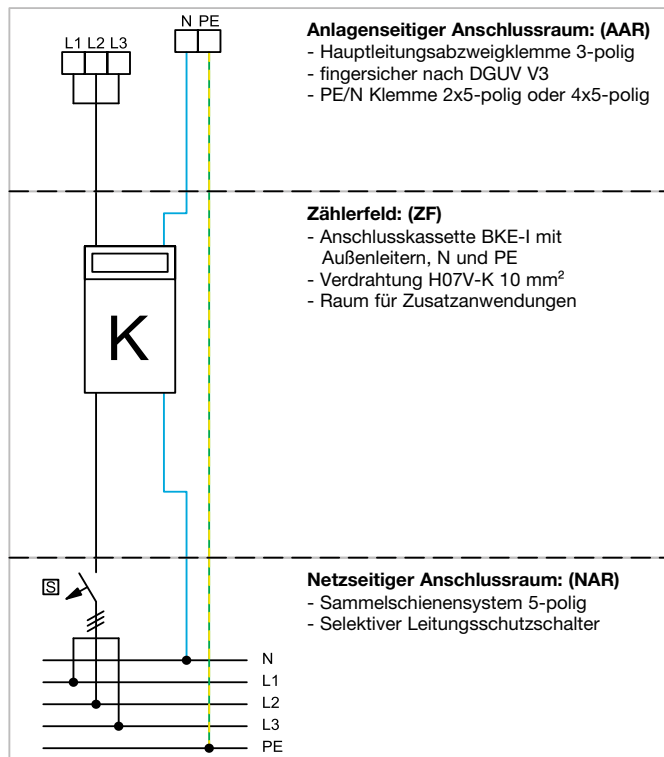 N PE
L1 L2 L3
Anlagenseitiger Anschlussraum: (AAR)
- Hauptleitungsabzweigklemme 3-polig
- fingersicher nach DGUV V3
- PE/N Klemme 2x5-polig oder 4x5-polig
Zählerfeld: (ZF)
- Anschlusskassette BKE-I mit
Außenleitern, N und PE
- Verdrahtung H07V-K 10 mm²
- Raum für Zusatzanwendungen
K
Netzseitiger Anschlussraum: (NAR)
- Sammelschienensystem 5-polig
- Selektiver Leitungsschutzschalter
S
N
L1
L2
L3
PE